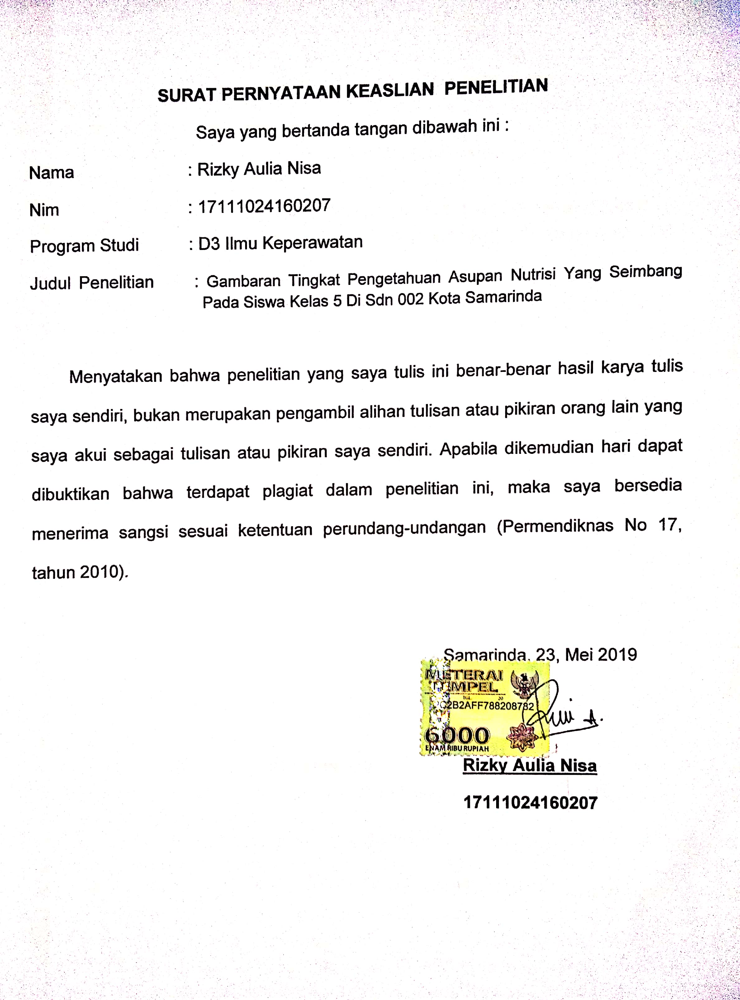 SURAT PERNYATAAN KEASLIAN PENELITIAN
Saya yang bertanda tangan dibawah ini :
Nama : Rizky Aulia Nisa
Nim : 17111024160207
Program Studi : D3 Ilmu Keperawatan
Judul Penelitian : Gambaran Tingkat Pengetahuan Asupan Nutrisi Yang Seimbang
Pada Siswa Kelas 5 Di Sdn 002 Kota Samarinda
Menyatakan bahwa penelitian yang saya tulis ini benar-benar hasil karya tulis
saya sendiri, bukan merupakan pengambil alihan tulisan atau pikiran orang lain yang
saya akui sebagai tulisan atau pikiran saya sendiri. Apabila dikemudian hari dapat
dibuktikan bahwa terdapat plagiat dalam penelitian ini, maka saya bersedia
menerima sangsi sesuai ketentuan perundang-undangan (Permendiknas No 17,
tahun 2010).
Samarinda, 23, Mei 2019
METERAI
TEMPEL
TGL 20
6000
ENAM RIBU RUPIAH
Rizky Aulia Nisa
17111024160207